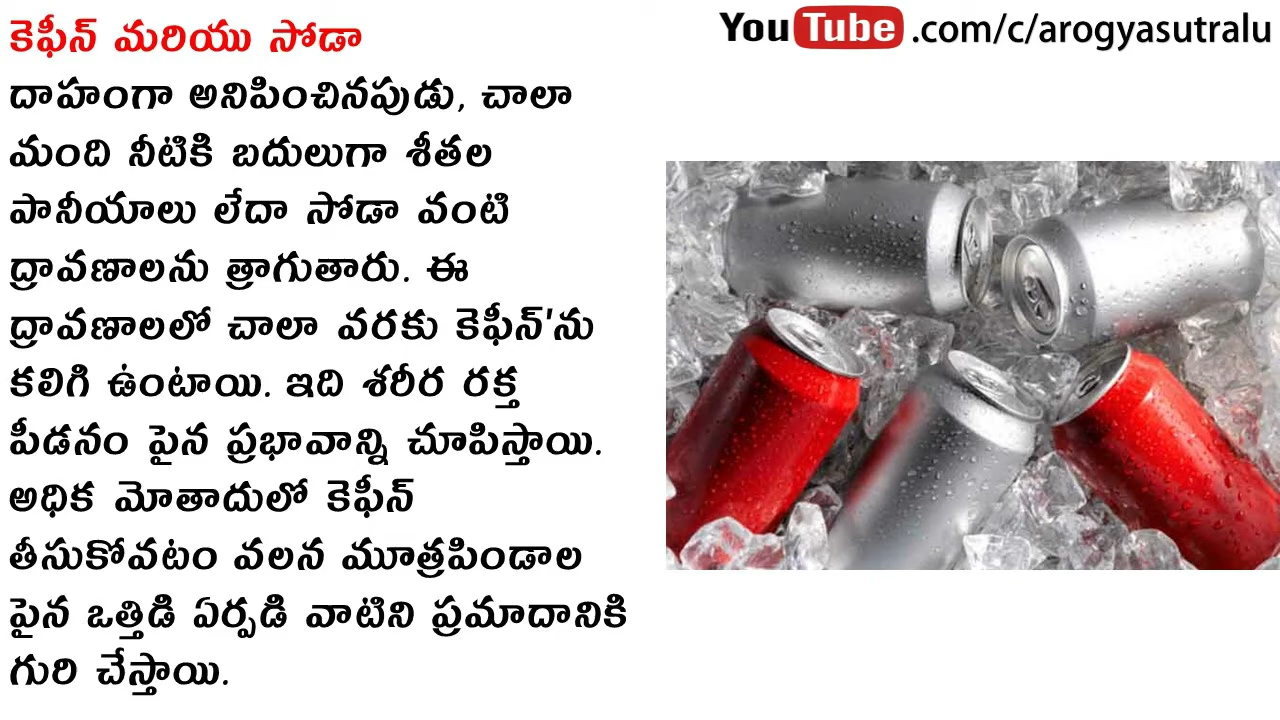 కెఫీన్ మరియు సోడా
YouTube.com/c/arogyasutralu
దాహంగా అనిపించినపుడు, చాలా
మంది నీటికి బదులుగా శీతల
పానీయాలు లేదా సోడా వంటి
ద్రావణాలను త్రాగుతారు. ఈ
ద్రావణాలలో చాలా వరకు కెఫీన్'ను
కలిగి ఉంటాయి. ఇది శరీర రక్త
పీడనం పైన ప్రభావాన్ని చూపిస్తాయి.
అధిక మోతాదులో కెఫీన్
తీసుకోవటం వలన మూత్రపిండాల
పైన ఒత్తిడి ఏర్పడి వాటిని ప్రమాదానికి
గురి చేస్తాయి.